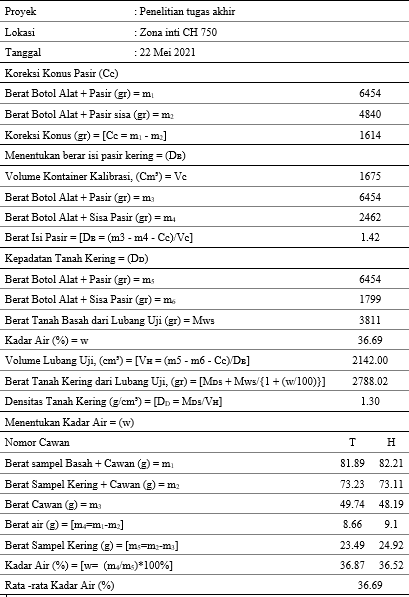 Proyek : Penelitian tugas akhir
Lokasi : Zona inti CH 750
Tanggal : 22 Mei 2021
Koreksi Konus Pasir (Cc)
Berat Botol Alat + Pasir (gr) = m₁ 6454
Berat Botol Alat + Pasir sisa (gr) = m₂ 4840
Koreksi Konus (gr) = [Cc = m₁ - m₂] 1614
Menentukan berar isi pasir kering = (Dʙ)
Volume Kontainer Kalibrasi, (Cm³) = Vc 1675
Berat Botol Alat + Pasir (gr) = m₃ 6454
Berat Botol Alat + Sisa Pasir (gr) = m₄ 2462
Berat Isi Pasir = [Dʙ = (m3 - m4 - Cc)/Vc] 1.42
Kepadatan Tanah Kering = (Dᴅ)
Berat Botol Alat + Pasir (gr) = m₅ 6454
Berat Botol Alat + Sisa Pasir (gr) = m₆ 1799
Berat Tanah Basah dari Lubang Uji (gr) = Mws 3811
Kadar Air (%) = w 36.69
Volume Lubang Uji, (cm³) = [Vʜ = (m5 - m6 - Cc)/Dʙ] 2142.00
Berat Tanah Kering dari Lubang Uji, (gr) = [Mᴅs + Mws/{1 + (w/100)}] 2788.02
Densitas Tanah Kering (g/cm³) = [Dᴅ = Mᴅs/Vʜ] 1.30
Menentukan Kadar Air = (w)
Nomor Cawan T H
Berat sampel Basah + Cawan (g) = m₁ 81.89 82.21
Berat Sampel Kering + Cawan (g) = m₂ 73.23 73.11
Berat Cawan (g) = m₃ 49.74 48.19
Berat air (g) = [m₄=m₁-m₂] 8.66 9.1
Berat Sampel Kering (g) = [m₅=m₂-m₃] 23.49 24.92
Kadar Air (%) = [w= (m₄/m₅)*100%] 36.87 36.52
Rata -rata Kadar Air (%) 36.69